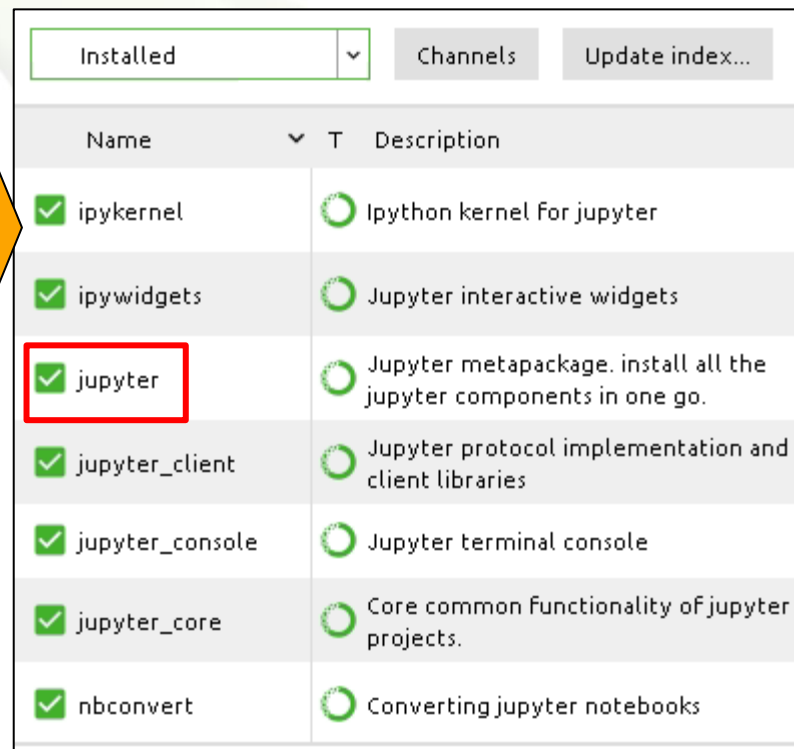 Installed Channels Update index...
Name T Description
ipykernel Ipython kernel for jupyter
ipywidgets Jupyter interactive widgets
jupyter Jupyter metapackage. install all the
jupyter components in one go.
jupyter_client Jupyter protocol implementation and
client libraries
jupyter_console Jupyter terminal console
jupyter_core Core common functionality of jupyter
projects.
nbconvert Converting jupyter notebooks